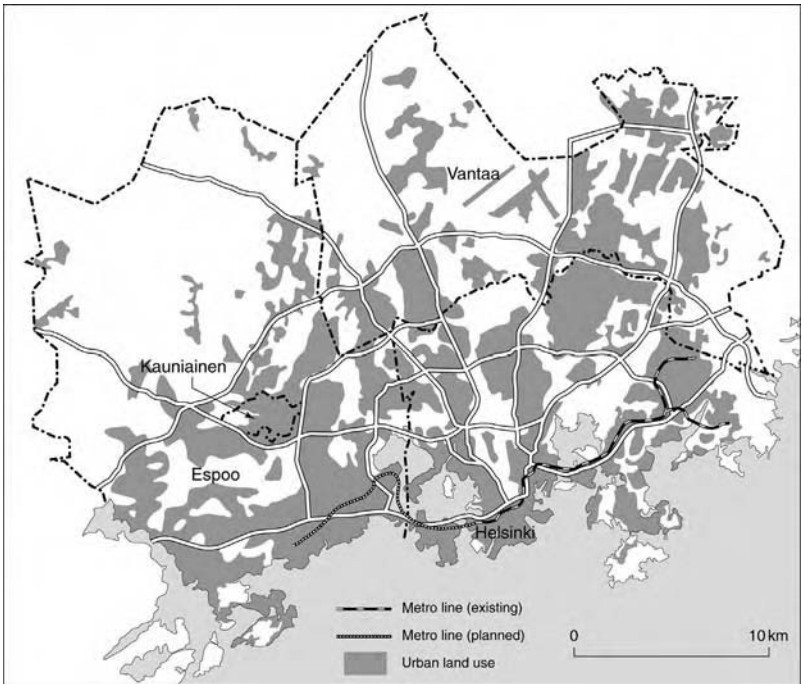 Vantaa
Kauniainen
Espoo
Helsinki
Metro line (existing)
Metro line (planned)
0 10 km
Urban land use